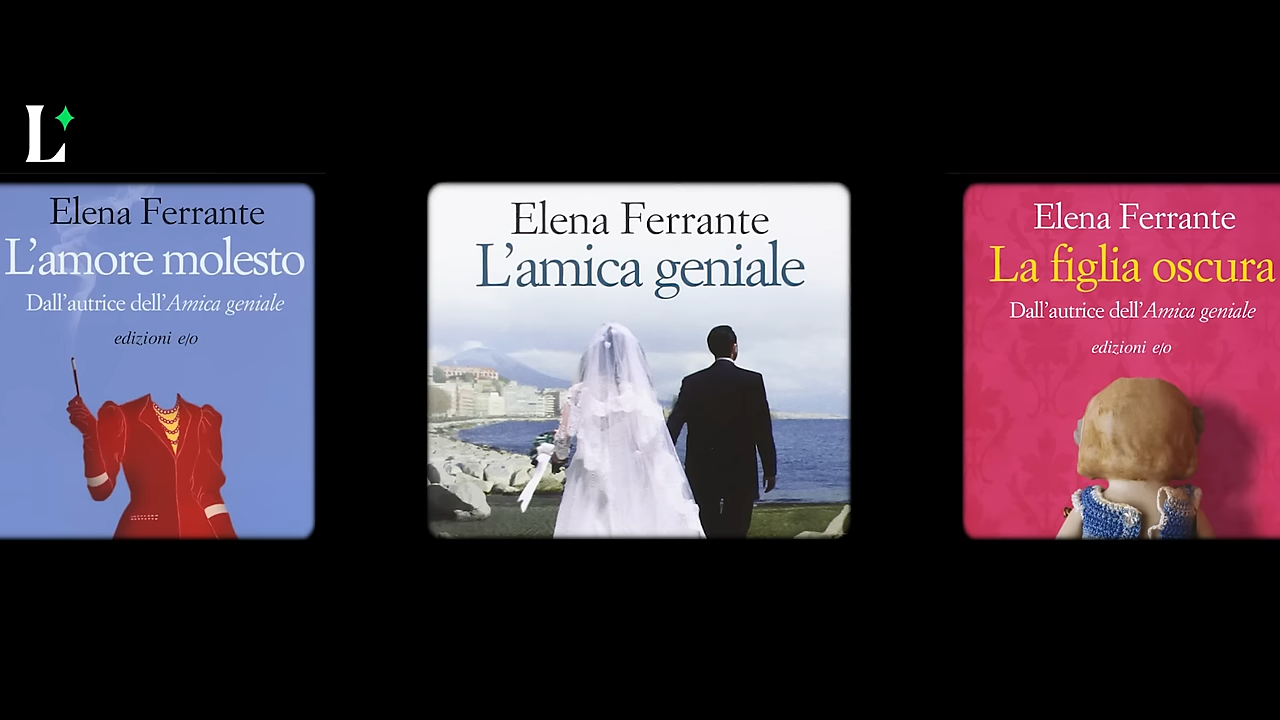 L
Elena Ferrante
L'amore molesto
Dall'autrice dell'Amica geniale
edizioni e/o
Elena Ferrante
L'amica geniale
Elena Ferrante
La figlia oscura
Dall'autrice dell'Amica geniale
edizioni e/o